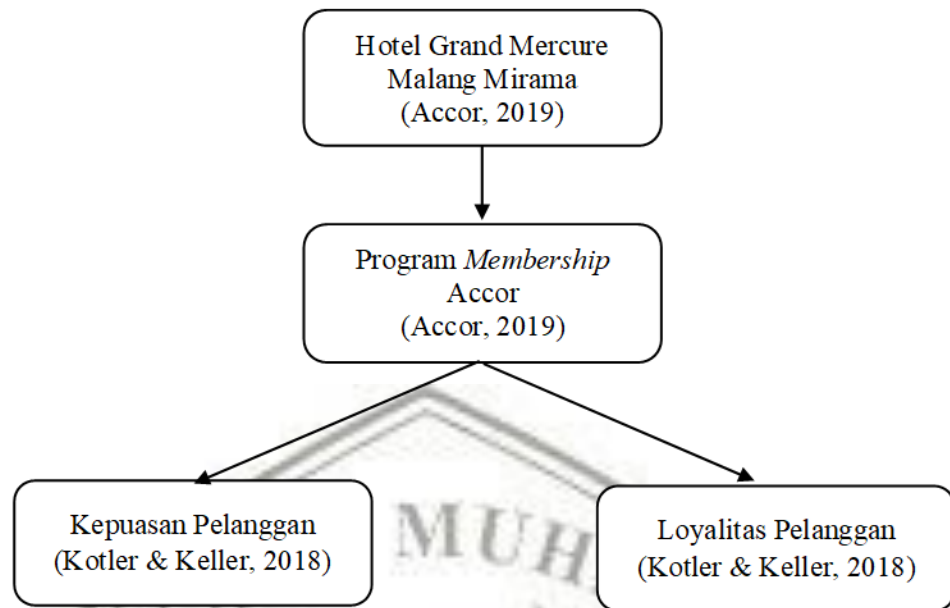 Hotel Grand Mercure
Malang Mirama
(Accor, 2019)
Program Membership
Accor
(Accor, 2019)
Kepuasan Pelanggan
(Kotler & Keller, 2018)
Loyalitas Pelanggan
(Kotler & Keller, 2018)
MUH